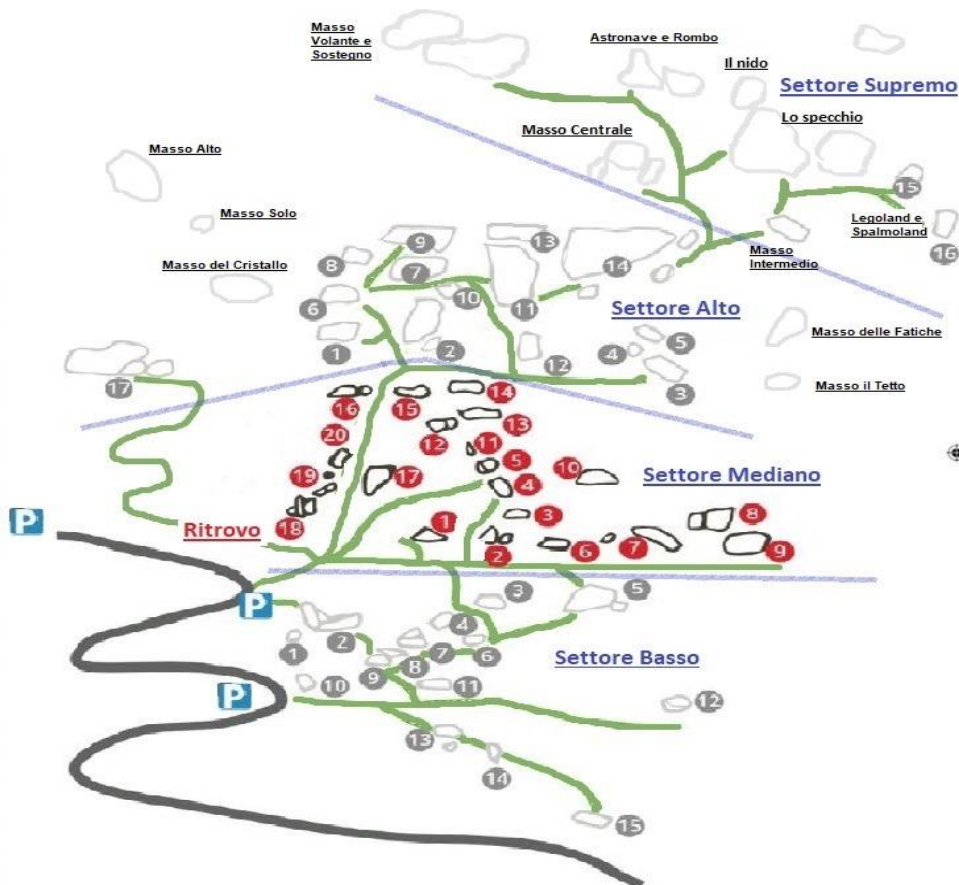 Masso
Volante e
Sostegno
Astronave e Rombo
Il nido
Settore Supremo
Masso Centrale
Lo specchio
Masso Alto
15
Masso Solo
Legoland e
Spalmoland
16
Masso
Intermedio
9
13
8
7
14
Masso del Cristallo
10
6
11
Settore Alto
Masso delle Fatiche
1
2
12
4
5
3
17
Masso il Tetto
16
15
14
13
12
20
11
5
10
Settore Mediano
19
17
4
18
Ritrovo
1
3
8
2
6
7
9
P
P
3
5
4
1
2
7
6
Settore Basso
9
8
10
11
P
12
13
14
15